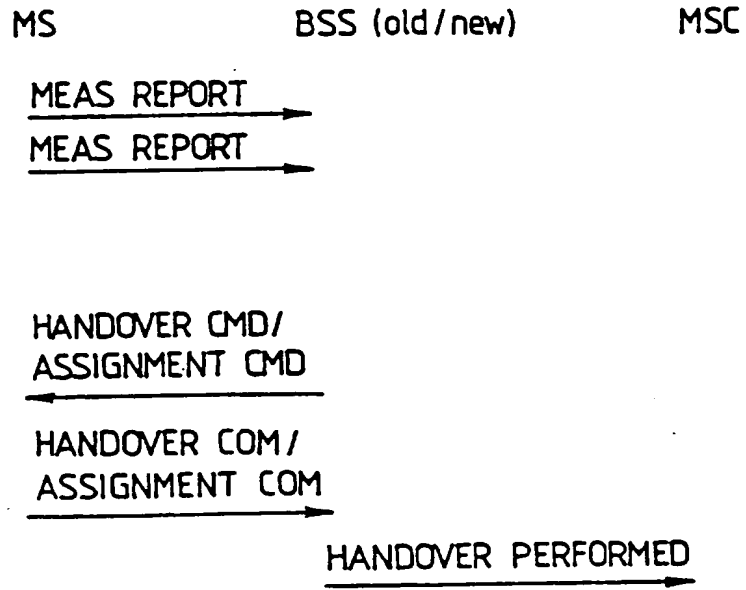 MS BSS (old/new) MSC
MEAS REPORT
MEAS REPORT
HANDOVER CMD/
ASSIGNMENT CMD
HANDOVER COM/
ASSIGNMENT COM
HANDOVER PERFORMED